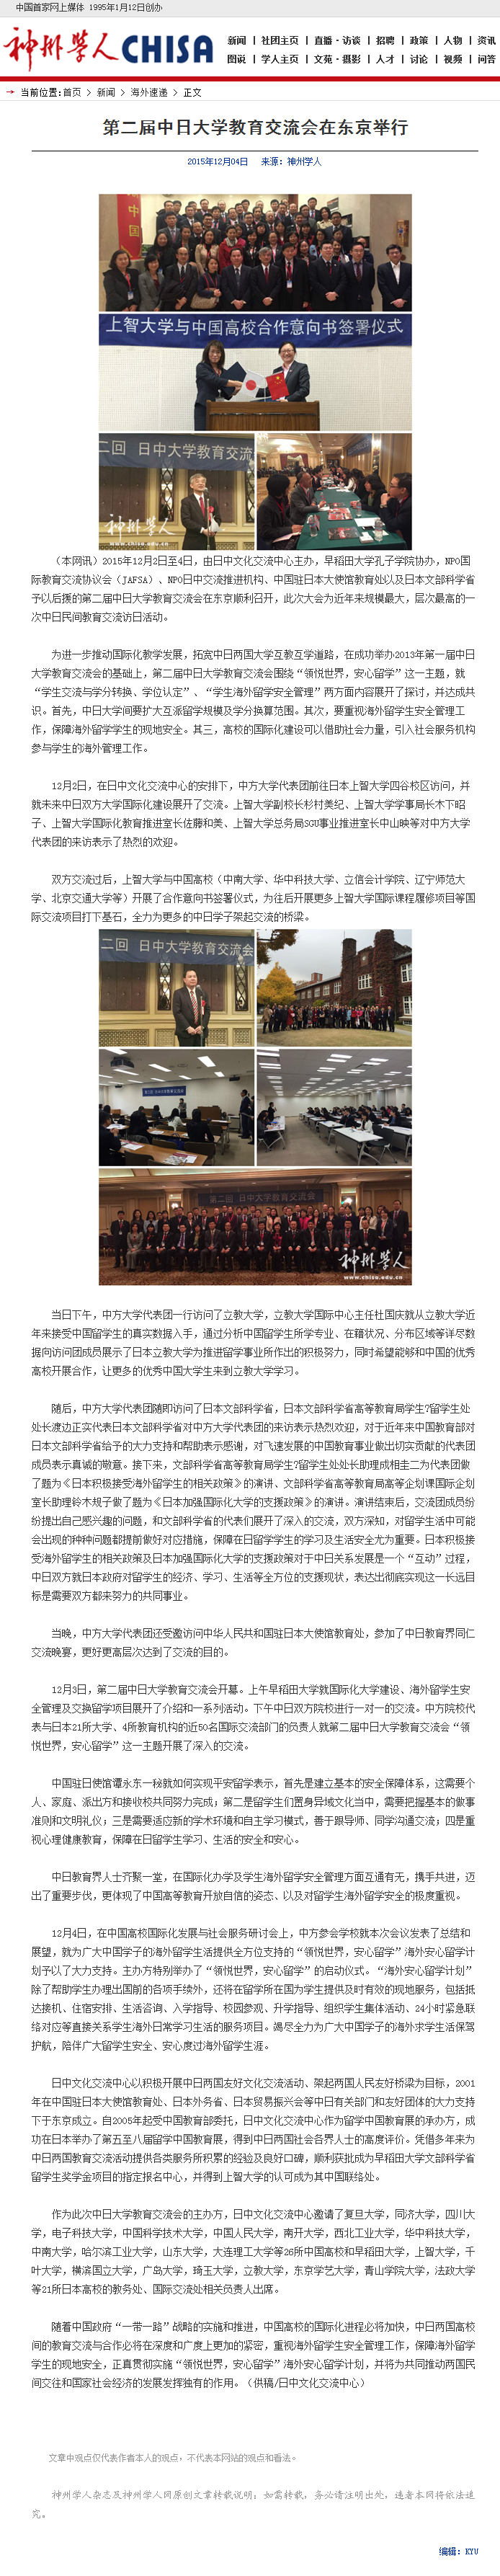 中国首家网上媒体 1995年1月12日创办
神州学人CHISA
新闻 | 社团主页 | 直播·访谈 | 招聘 | 政策 | 人物 | 资讯
图说 | 学人主页 | 文苑·摄影 | 人才 | 讨论 | 视频 | 问答
→ 当前位置:首页 > 新闻 > 海外速递 > 正文
第二届中日大学教育交流会在东京举行
2015年12月04日 来源：神州学人
上智大学与中国高校合作意向书签署仪式
二回 日中大学教育交流
神州学人
（本网讯）2015年12月2日至4日，由日中文化交流中心主办，早稻田大学孔子学院协办，NPO国
际教育交流协议会（JAFSA）、NPO日中交流推进机构、中国驻日本大使馆教育处以及日本文部科学省
予以后援的第二届中日大学教育交流会在东京顺利召开，此次大会为近年来规模最大，层次最高的一
次中日民间教育交流访日活动。
为进一步推动国际化教学发展，拓宽中日两国大学互教互学道路，在成功举办2013年第一届中日
大学教育交流会的基础上，第二届中日大学教育交流会围绕“领悦世界，安心留学”这一主题，就
“学生交流与学分转换、学位认定”、“学生海外留学安全管理”两方面内容展开了探讨，并达成共
识。首先，中日大学间要扩大互派留学规模及学分换算范围。其次，要重视海外留学生安全管理工
作，保障海外留学学生的现地安全。其三，高校的国际化建设可以借助社会力量，引入社会服务机构
参与学生的海外管理工作。
12月2日，在日中文化交流中心的安排下，中方大学代表团前往日本上智大学四谷校区访问，并
就未来中日双方大学国际化建设展开了交流。上智大学副校长杉村美纪、上智大学学事局长木下昭
子、上智大学国际化教育推进室长佐藤和美、上智大学总务局SGU事业推进室长中山映等对中方大学
代表团的来访表示了热烈的欢迎。
双方交流过后，上智大学与中国高校（中南大学、华中科技大学、立信会计学院、辽宁师范大
学、北京交通大学等）开展了合作意向书签署仪式，为往后开展更多上智大学国际课程履修项目等国
际交流项目打下基石，全力为更多的中日学子架起交流的桥梁。
二回 日中大学教育交流会
第二回 日中大学教育交流会
神州学人
www.chisa.edu.cn
当日下午，中方大学代表团一行访问了立教大学，立教大学国际中心主任杜国庆就从立教大学近
年来接受中国留学生的真实数据入手，通过分析中国留学生所学专业、在籍状况、分布区域等详尽数
据向访问团成员展示了日本立教大学为推进留学事业所作出的积极努力，同时希望能够和中国的优秀
高校开展合作，让更多的优秀中国大学生来到立教大学学习。
随后，中方大学代表团随即访问了日本文部科学省，日本文部科学省高等教育局学生?留学生处
处长渡边正实代表日本文部科学省对中方大学代表团的来访表示热烈欢迎，对于近年来中国教育部对
日本文部科学省给予的大力支持和帮助表示感谢，对飞速发展的中国教育事业做出切实贡献的代表团
成员表示真诚的敬意。接下来，文部科学省高等教育局学生?留学生处处长助理成相圭二为代表团做
了题为《日本积极接受海外留学生的相关政策》的演讲、文部科学省高等教育局高等企划课国际企划
室长助理铃木规子做了题为《日本加强国际化大学的支援政策》的演讲。演讲结束后，交流团成员纷
纷提出自己感兴趣的问题，和文部科学省的代表们展开了深入的交流，双方深知，对留学生活中可能
会出现的种种问题都提前做好对应措施，保障在日留学学生的学习及生活安全尤为重要。日本积极接
受海外留学生的相关政策及日本加强国际化大学的支援政策对于中日关系发展是一个“互动”过程，
中日双方就日本政府对留学生的经济、学习、生活等全方位的支援现状，表达出彻底实现这一长远目
标是需要双方都来努力的共同事业。
当晚，中方大学代表团还受邀访问中华人民共和国驻日本大使馆教育处，参加了中日教育界同仁
交流晚宴，更好更高层次达到了交流的目的。
12月3日，第二届中日大学教育交流会开幕。上午早稻田大学就国际化大学建设、海外留学生安
全管理及交换留学项目展开了介绍和一系列活动。下午中日双方院校进行一对一的交流。中方院校代
表与日本21所大学、4所教育机构的近50名国际交流部门的负责人就第二届中日大学教育交流会“领
悦世界，安心留学”这一主题开展了深入的交流。
中国驻日使馆谭永东一秘就如何实现平安留学表示，首先是建立基本的安全保障体系，这需要个
人、家庭、派出方和接收校共同努力完成；第二是留学生们置身异域文化当中，需要把握基本的做事
准则和文明礼仪；三是需要适应新的学术环境和自主学习模式，善于跟导师、同学沟通交流；四是重
视心理健康教育，保障在日留学生学习、生活的安全和安心。
中日教育界人士齐聚一堂，在国际化办学及学生海外留学安全管理方面互通有无，携手共进，迈
出了重要步伐，更体现了中国高等教育开放自信的姿态、以及对留学生海外留学安全的极度重视。
12月4日，在中国高校国际化发展与社会服务研讨会上，中方参会学校就本次会议发表了总结和
展望，就为广大中国学子的海外留学生活提供全方位支持的“领悦世界，安心留学”海外安心留学计
划予以了大力支持。主办方特别举办了“领悦世界，安心留学”的启动仪式。“海外安心留学计划”
除了帮助学生办理出国前的各项手续外，还将在留学所在国为学生提供及时有效的现地服务，包括抵
达接机、住宿安排、生活咨询、入学指导、校园参观、升学指导、组织学生集体活动、24小时紧急联
络对应等直接关系学生海外日常学习生活的服务项目。竭尽全力为广大中国学子的海外求学生活保驾
护航，陪伴广大留学生安全、安心度过海外留学生涯。
日中文化交流中心以积极开展中日两国友好文化交流活动、架起两国人民友好桥梁为目标，2001
年在中国驻日本大使馆教育处、日本外务省、日本贸易振兴会等中日有关部门和友好团体的大力支持
下于东京成立。自2005年起受中国教育部委托，日中文化交流中心作为留学中国教育展的承办方，成
功在日本举办了第五至八届留学中国教育展，得到中日两国社会各界人士的高度评价。凭借多年来为
中日两国教育交流活动提供各类服务所积累的经验及良好口碑，顺利获批成为早稻田大学文部科学省
留学生奖学金项目的指定报名中心，并得到上智大学的认可成为其中国联络处。
作为此次中日大学教育交流会的主办方，日中文化交流中心邀请了复旦大学，同济大学，四川大
学，电子科技大学，中国科学技术大学，中国人民大学，南开大学，西北工业大学，华中科技大学，
中南大学，哈尔滨工业大学，山东大学，大连理工大学等26所中国高校和早稻田大学，上智大学，千
叶大学，横滨国立大学，广岛大学，琦玉大学，立教大学，东京学艺大学，青山学院大学，法政大学
等21所日本高校的教务处、国际交流处相关负责人出席。
随着中国政府“一带一路”战略的实施和推进，中国高校的国际化进程必将加快，中日两国高校
间的教育交流与合作必将在深度和广度上更加的紧密，重视海外留学生安全管理工作，保障海外留学
学生的现地安全，正真贯彻实施“领悦世界，安心留学”海外安心留学计划，并将为共同推动两国民
间交往和国家社会经济的发展发挥独有的作用。（供稿/日中文化交流中心）
文章中观点仅代表作者本人的观点，不代表本网站的观点和看法。
神州学人杂志及神州学人网原创文章转载说明：如需转载，务必请注明出处，违者本网将依法追
究。
编辑：KYU